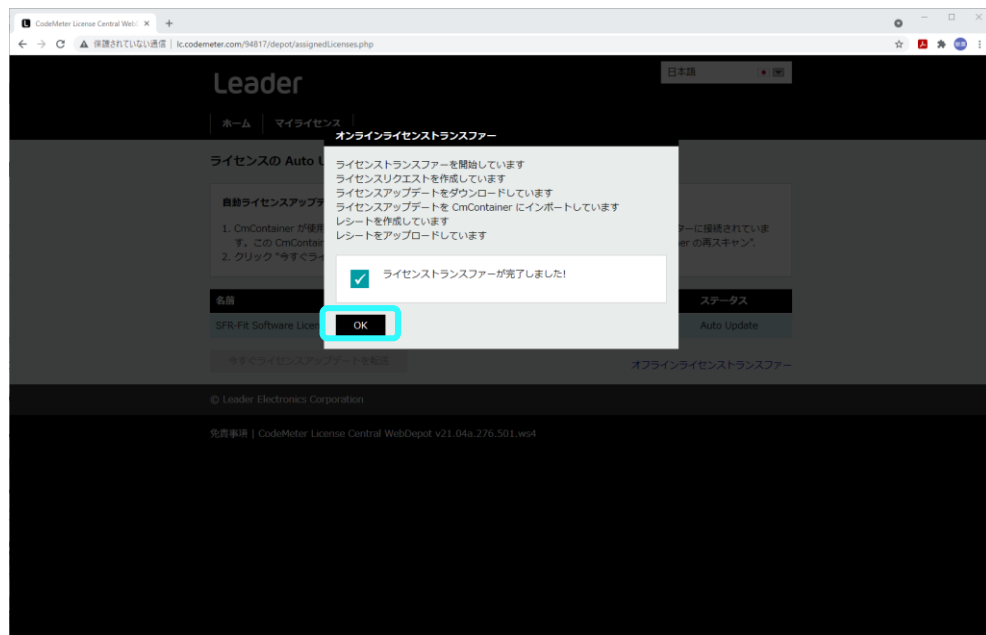 CodeMeter License Central Web
保護されていない通信 | lc.codemeter.com/94817/depot/assignedLicenses.php
Leader
日本語
ホーム マイライセンス
オンラインライセンストランスファー
ライセンスの Auto
ライセンストランスファーを開始しています
ライセンスリクエストを作成しています
ライセンスアップデートをダウンロードしています
ライセンスアップデートを CmContainer にインポートしています
レシートを作成しています
レシートをアップロードしています
自動ライセンスアップデ
1. CmContainer が使用
ターに接続されていま
す。この CmContain
er の再スキャン".
2. クリック "今すぐライ
ライセンストランスファーが完了しました!
OK
名前 ステータス
SFR-Fit Software Licen Auto Update
今すぐライセンスアップデートを転送
オフラインライセンストランスファー
© Leader Electronics Corporation
免責事項 | CodeMeter License Central WebDepot v21.04a.276.501.ws4